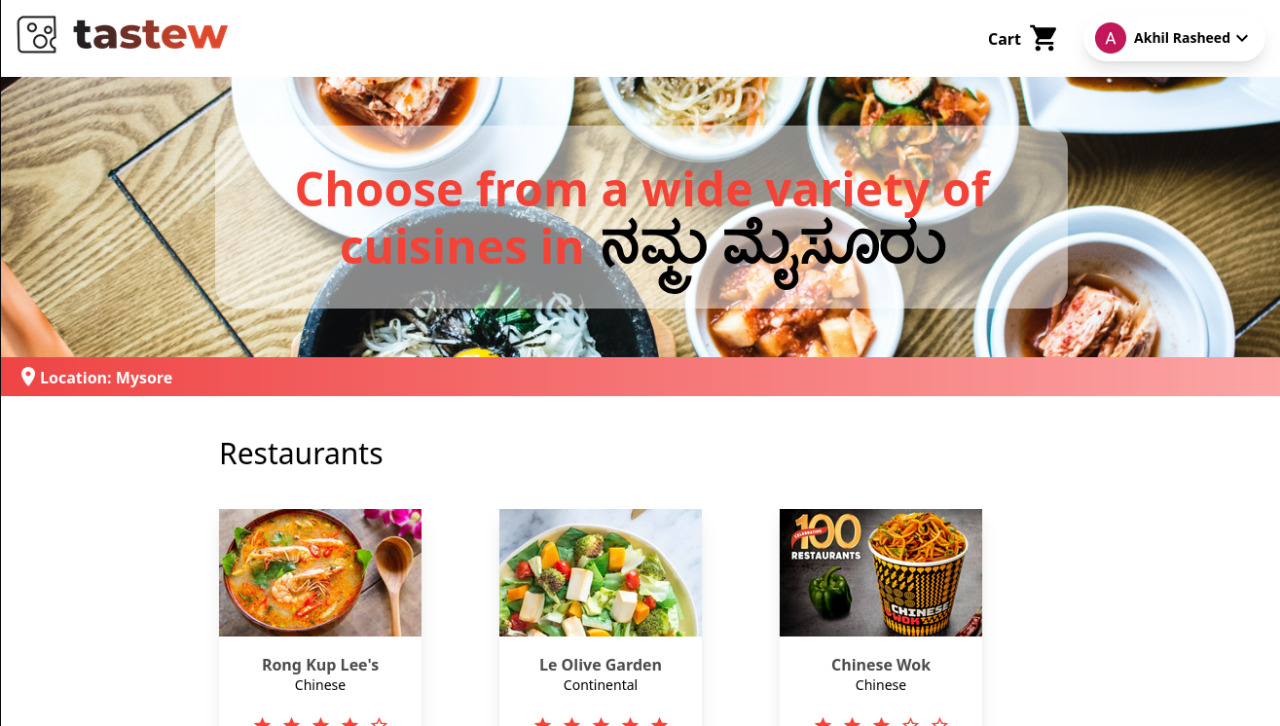 tastew
Cart
A
Akhil Rasheed
Choose from a wide variety of
cuisines in ನಮ್ಮ ಮೈಸೂರು
Location: Mysore
Restaurants
CELEBRATING
100
RESTAURANTS
CHINESE
WOK
Rong Kup Lee's
Chinese
Le Olive Garden
Continental
Chinese Wok
Chinese